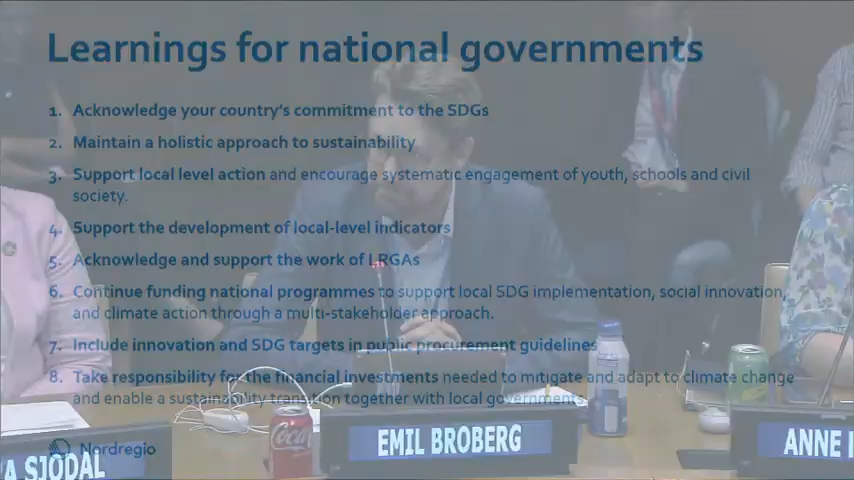 Learnings for national governments
1. Acknowledge your country's commitment to the SDGs
2. Maintain a holistic approach to sustainability
3. Support local level action and encourage systematic engagement of youth, schools and civil
society.
4. Support the development of local-level indicators
5. Acknowledge and support the work of LRGAs
6. Continue funding national programmes to support local SDG implementation, social innovation,
and climate action through a multi-stakeholder approach.
7. Include innovation and SDG targets in public procurement guidelines
8. Take responsibility for the financial investments needed to mitigate and adapt to climate change
and enable a sustainability transition together with local governments.
Nordregio
A SJÖDAL
EMIL BROBERG
ANNE
Coca-Cola